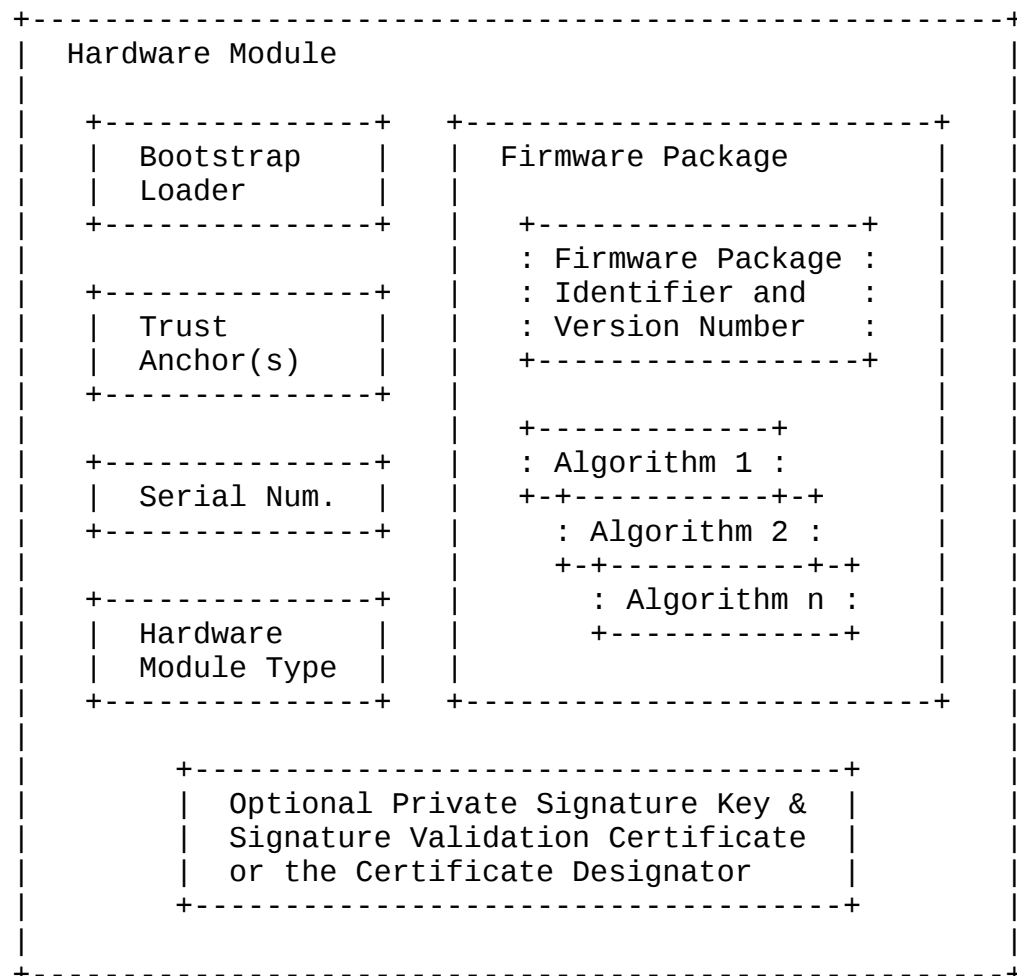 Hardware Module
Bootstrap
Loader
Trust
Anchor(s)
Serial Num.
Hardware
Module Type
Firmware Package
: Firmware Package :
: Identifier and :
: Version Number :
: Algorithm 1 :
: Algorithm 2 :
: Algorithm n :
Optional Private Signature Key &
Signature Validation Certificate
or the Certificate Designator